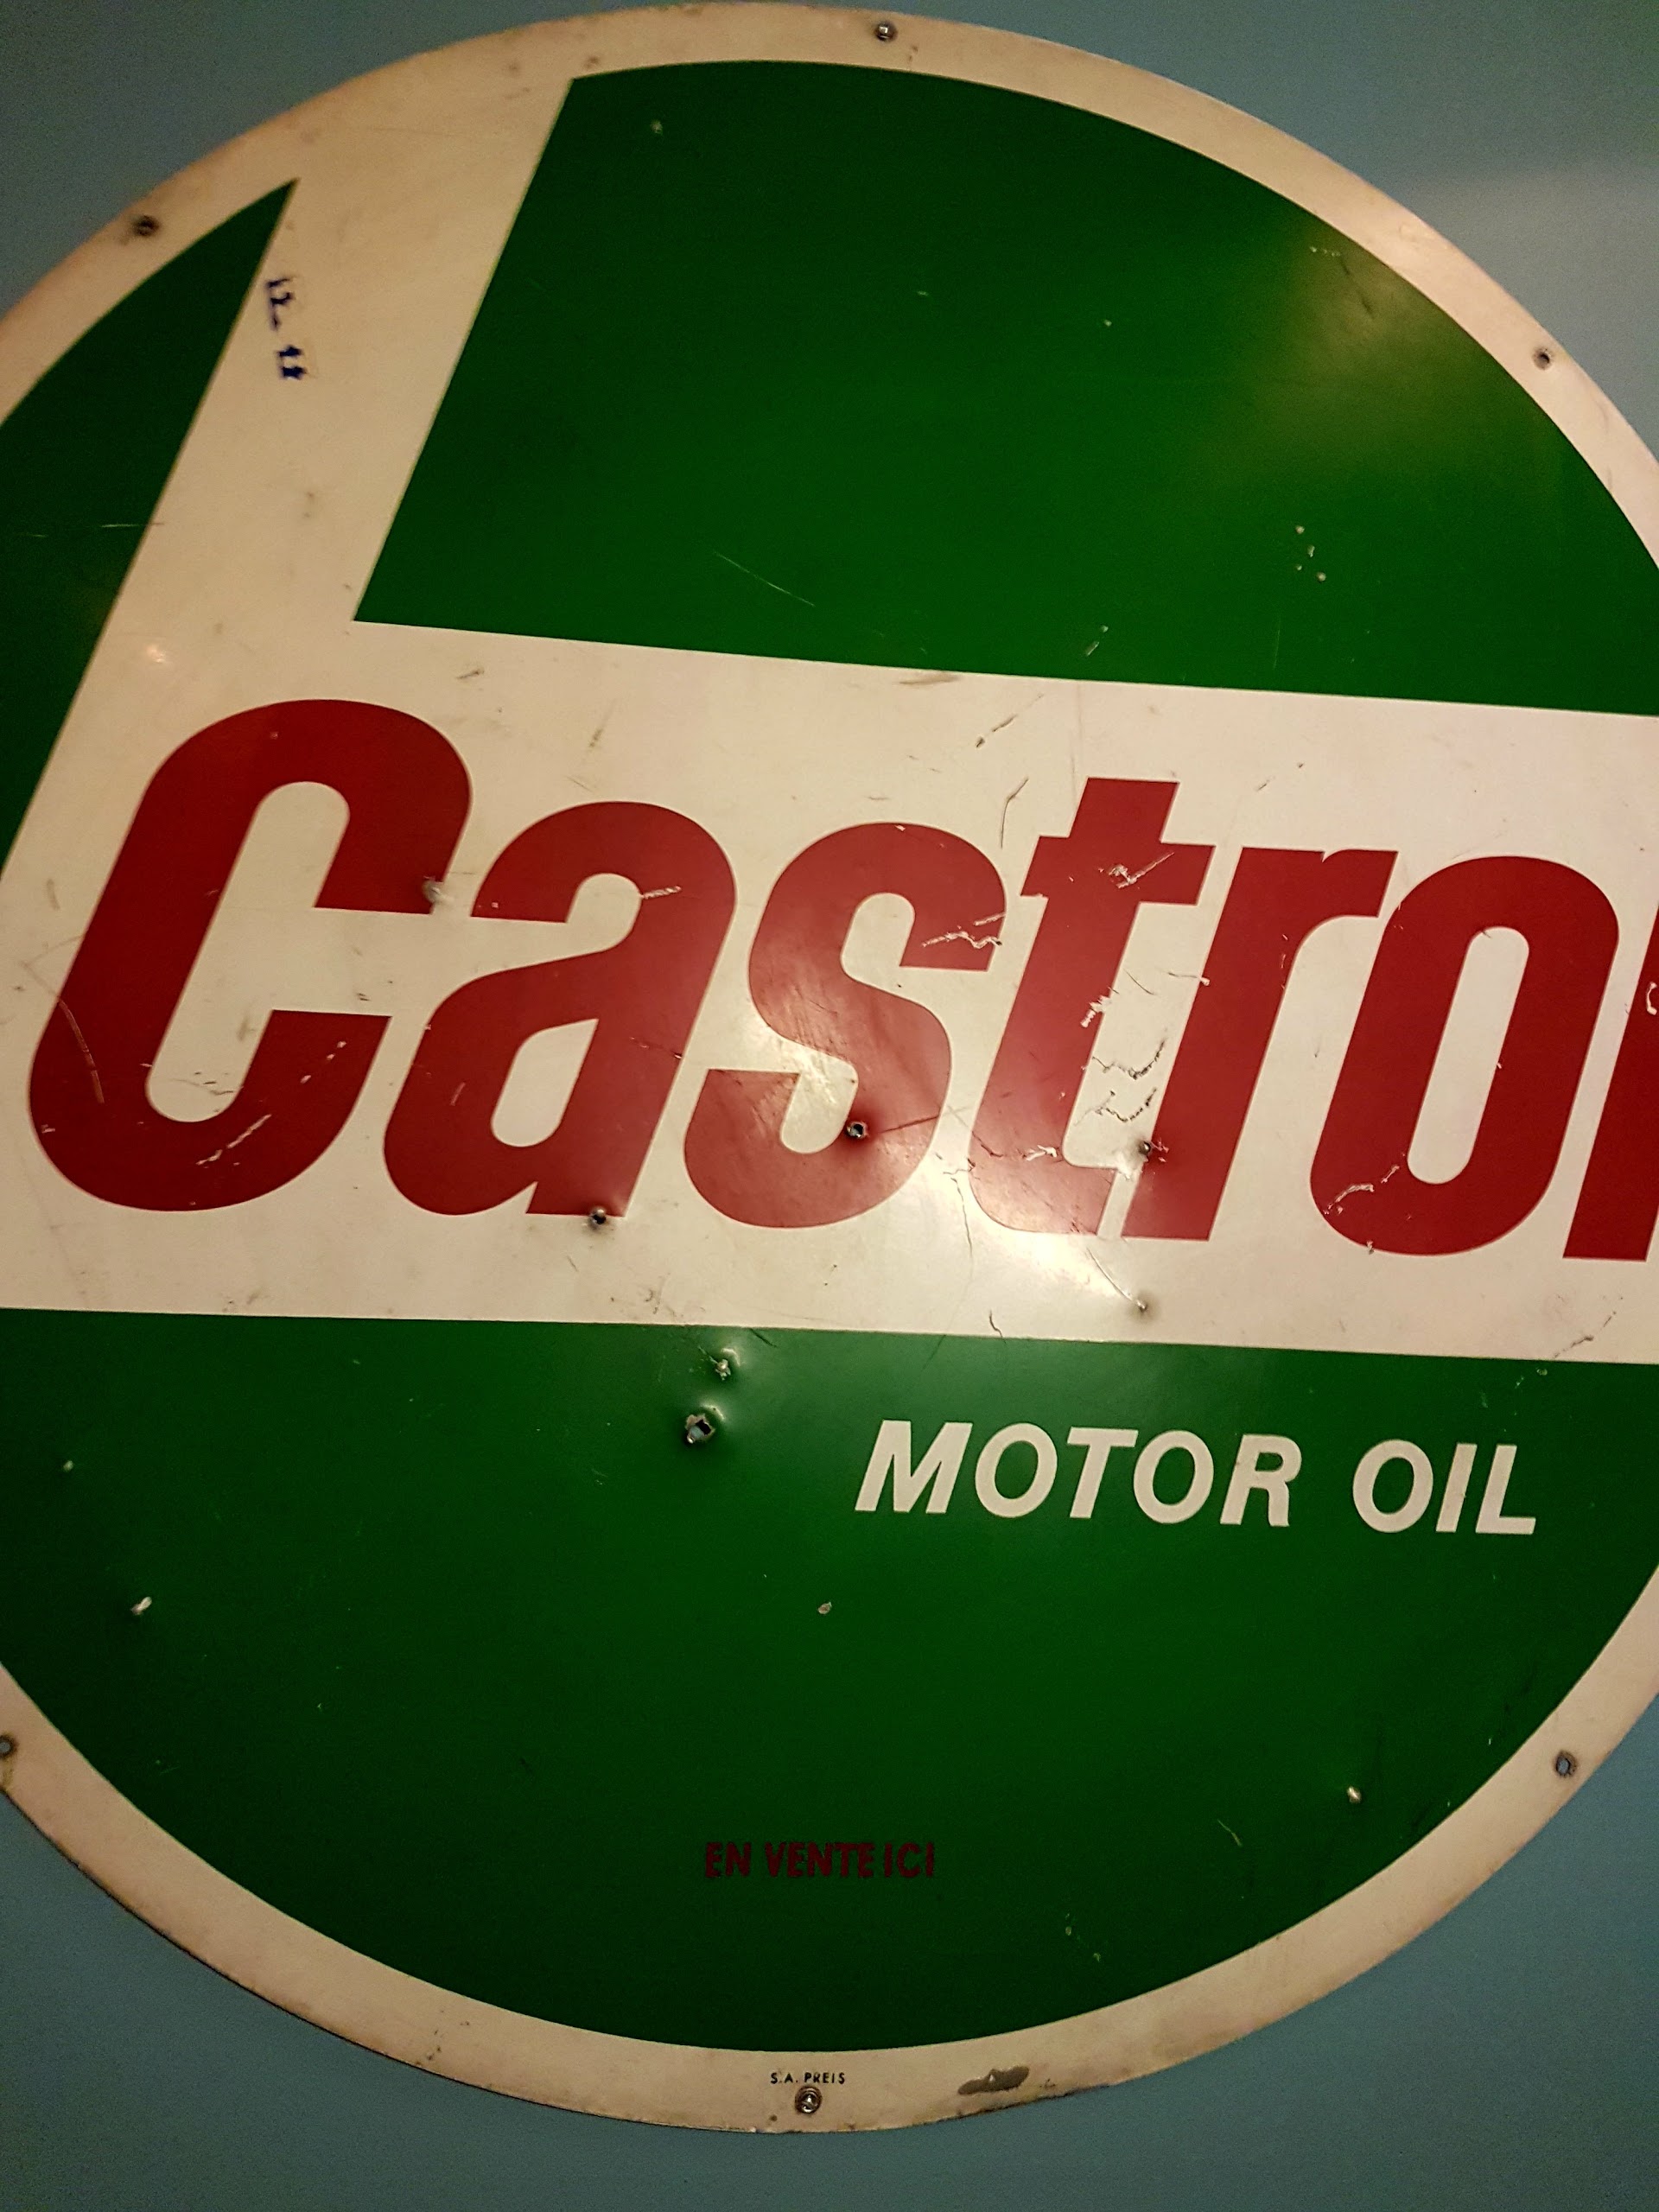 Castrol
MOTOR OIL
EN VENTE ICI
S.A. PREIS